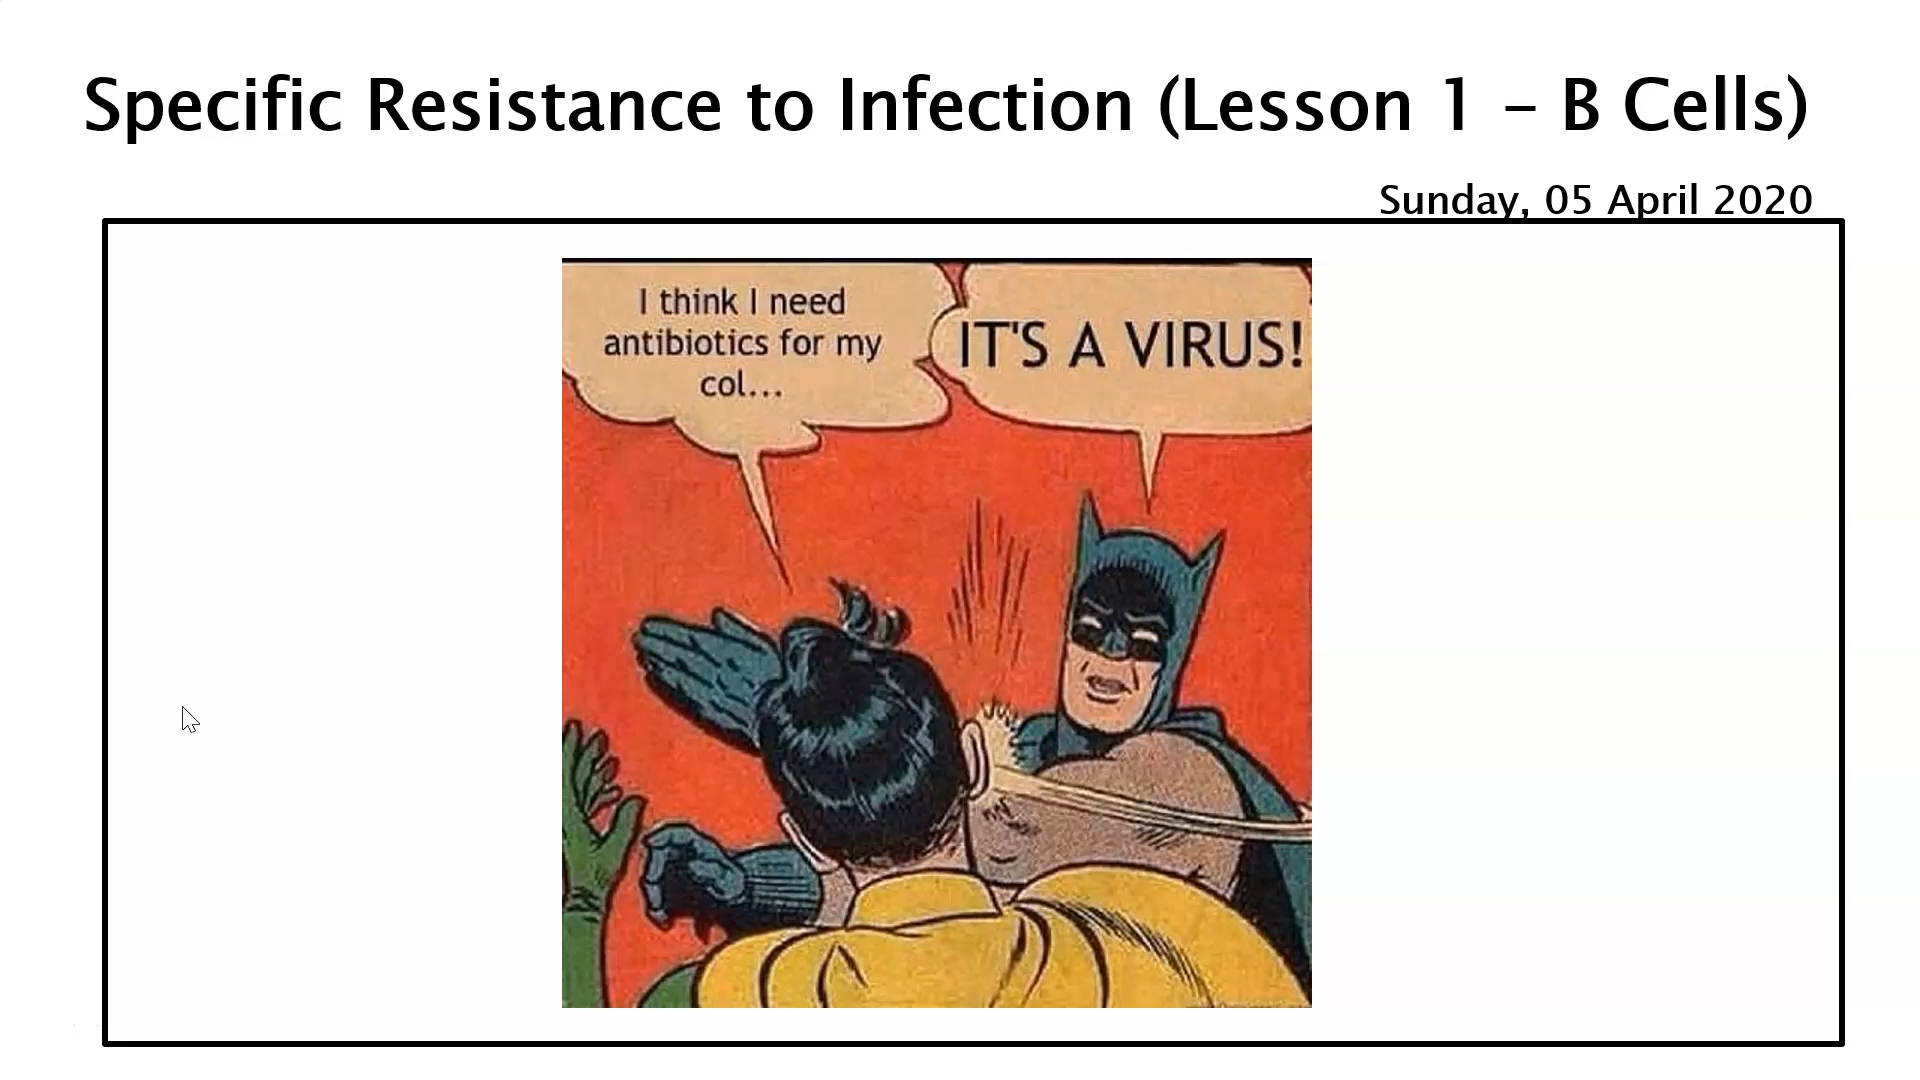 Specific Resistance to Infection (Lesson 1 – B Cells)
Sunday, 05 April 2020
I think I need
antibiotics for my
col...
IT'S A VIRUS!